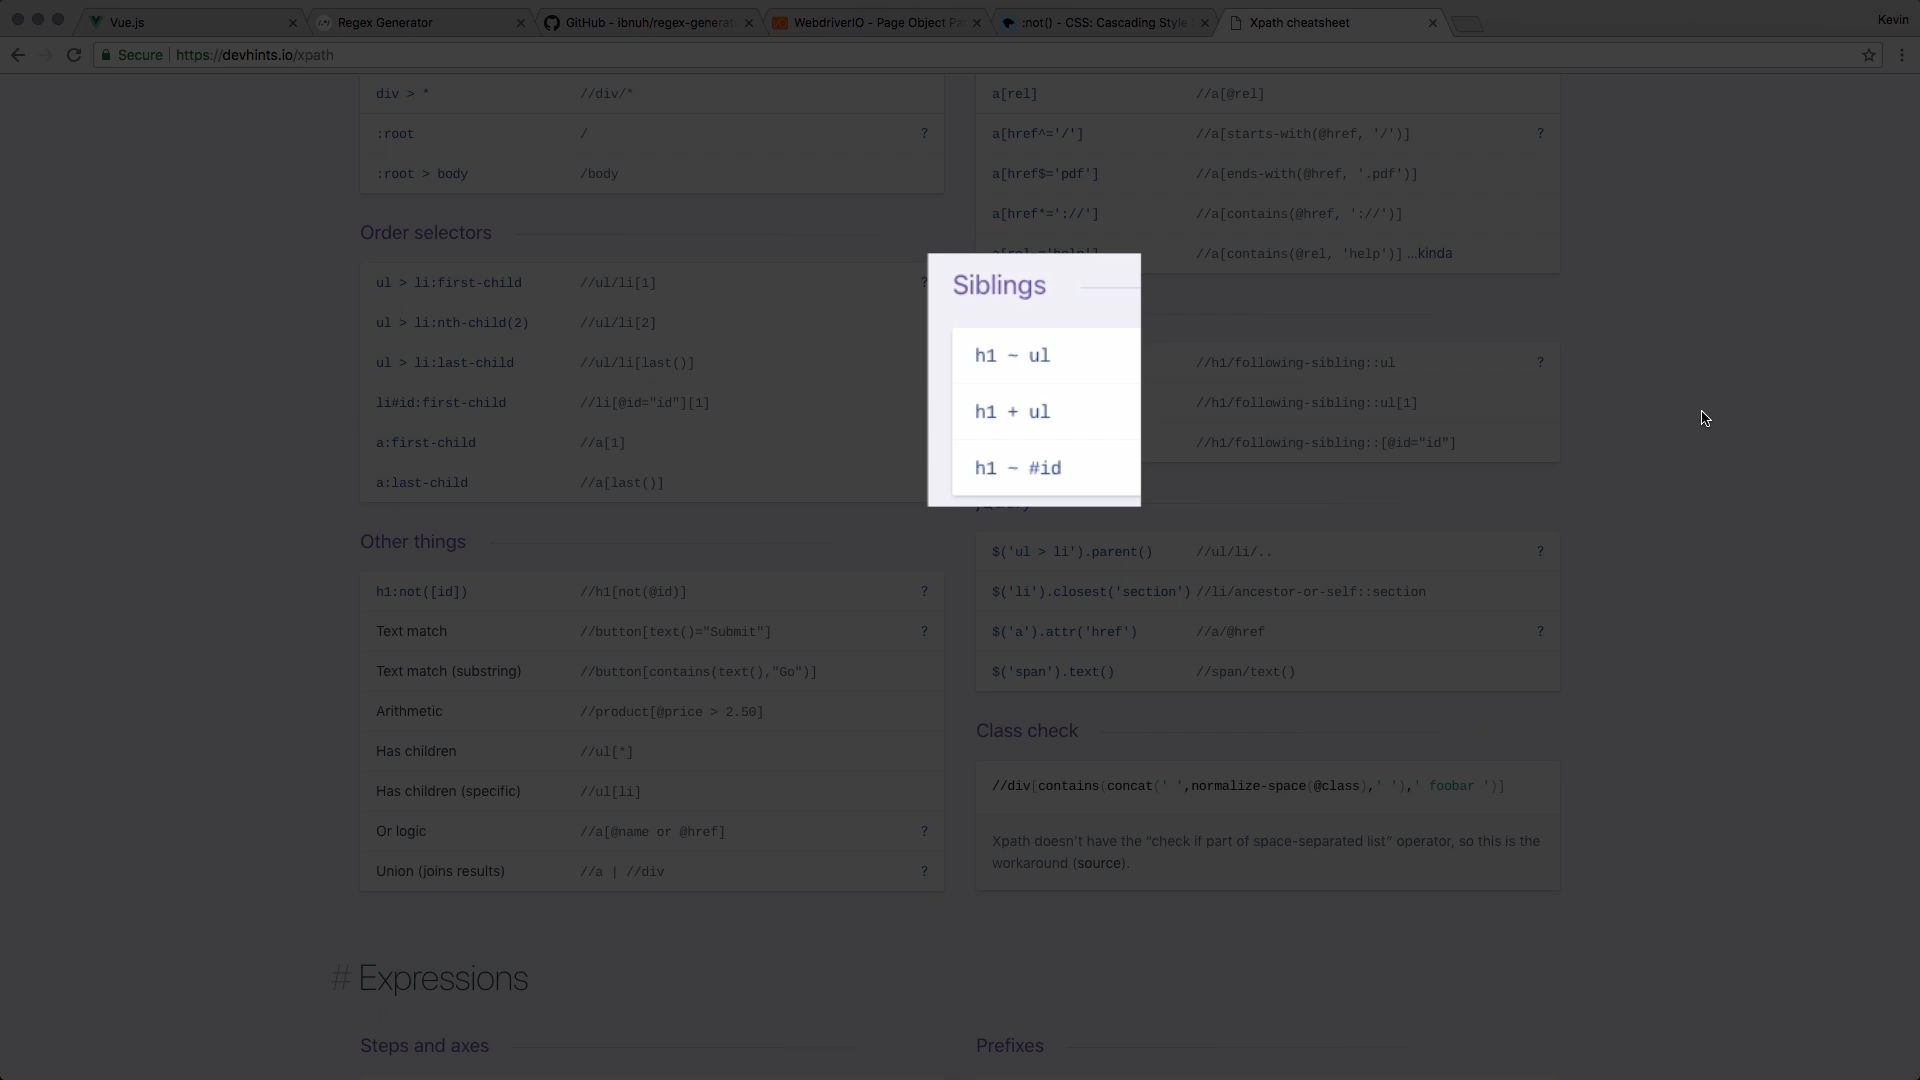 Vue.js
Regex Generator
GitHub - ibnuh/regex-generat
WebdriverIO - Page Object Pa
:not() - CSS: Cascading Style
Xpath cheatsheet
Kevin
Secure https://devhints.io/xpath
div > * //div/*
:root / ?
:root > body /body
Order selectors
ul > li:first-child //ul/li[1] ?
ul > li:nth-child(2) //ul/li[2]
ul > li:last-child //ul/li[last()]
li#id:first-child //li[@id="id"][1]
a:first-child //a[1]
a:last-child //a[last()]
Other things
h1:not([id]) //h1[not(@id)] ?
Text match //button[text()="Submit"] ?
Text match (substring) //button[contains(text(),"Go")]
Arithmetic //product[@price > 2.50]
Has children //ul[*]
Has children (specific) //ul[li]
Or logic //a[@name or @href] ?
Union (joins results) //a | //div ?
a[rel] //a[@rel]
a[href^='/'] //a[starts-with(@href, '/')] ?
a[href$='pdf'] //a[ends-with(@href, '.pdf')]
a[href*='://'] //a[contains(@href, '://')]
//a[contains(@rel, 'help')] ...kinda
Siblings
h1 ~ ul //h1/following-sibling::ul ?
h1 + ul //h1/following-sibling::ul[1]
h1 ~ #id //h1/following-sibling::[@id="id"]
$('ul > li').parent() //ul/li/.. ?
$('li').closest('section') //li/ancestor-or-self::section
$('a').attr('href') //a/@href ?
$('span').text() //span/text()
Class check
//div[contains(concat(' ',normalize-space(@class),' '),' foobar ')]
Xpath doesn't have the "check if part of space-separated list" operator, so this is the
workaround (source).
# Expressions
Steps and axes
Prefixes